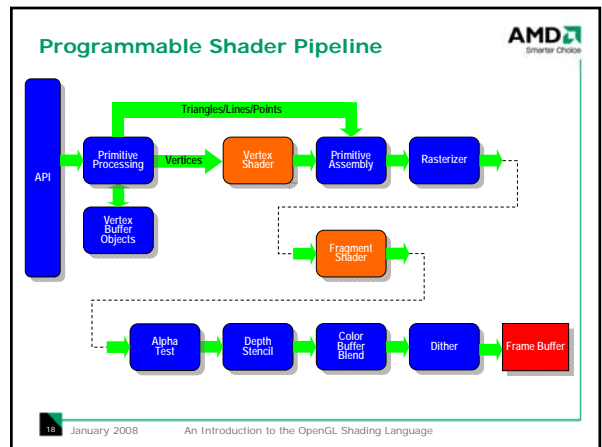 Programmable Shader Pipeline
AMD
Smarter Choice
Triangles/Lines/Points
API
Primitive
Processing
Vertices
Vertex
Shader
Primitive
Assembly
Rasterizer
Vertex
Buffer
Objects
Fragment
Shader
Alpha
Test
Depth
Stencil
Color
Buffer
Blend
Dither
Frame Buffer
18
January 2008
An Introduction to the OpenGL Shading Language